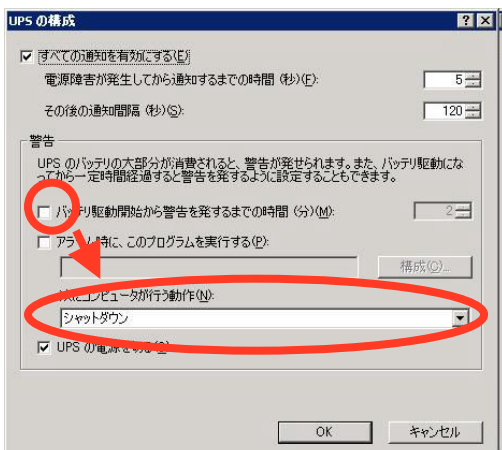 UPS の構成
すべての通知を有効にする(E)
電源障害が発生してから通知するまでの時間 (秒)(F):
5
その後の通知間隔 (秒)(S):
120
警告
UPS のバッテリの大部分が消費されると、警告が発せられます。また、バッテリ駆動にな
ってから一定時間経過すると警告を発するように設定することもできます。
バッテリ駆動開始から警告を発するまでの時間 (分)(M):
2
時に、このプログラムを実行する(P):
構成(C)...
コンピュータが行う動作(N):
シャットダウン
UPS の電源
OK
キャンセル